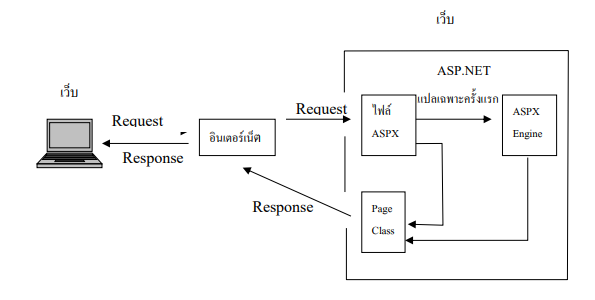 เว็บ
ASP.NET
เว็บ
แปลเฉพาะครั้งแรก
Request
ไฟล์
ASPX
ASPX
Engine
Request
อินเตอร์เน็ต
Response
Response
Page
Class